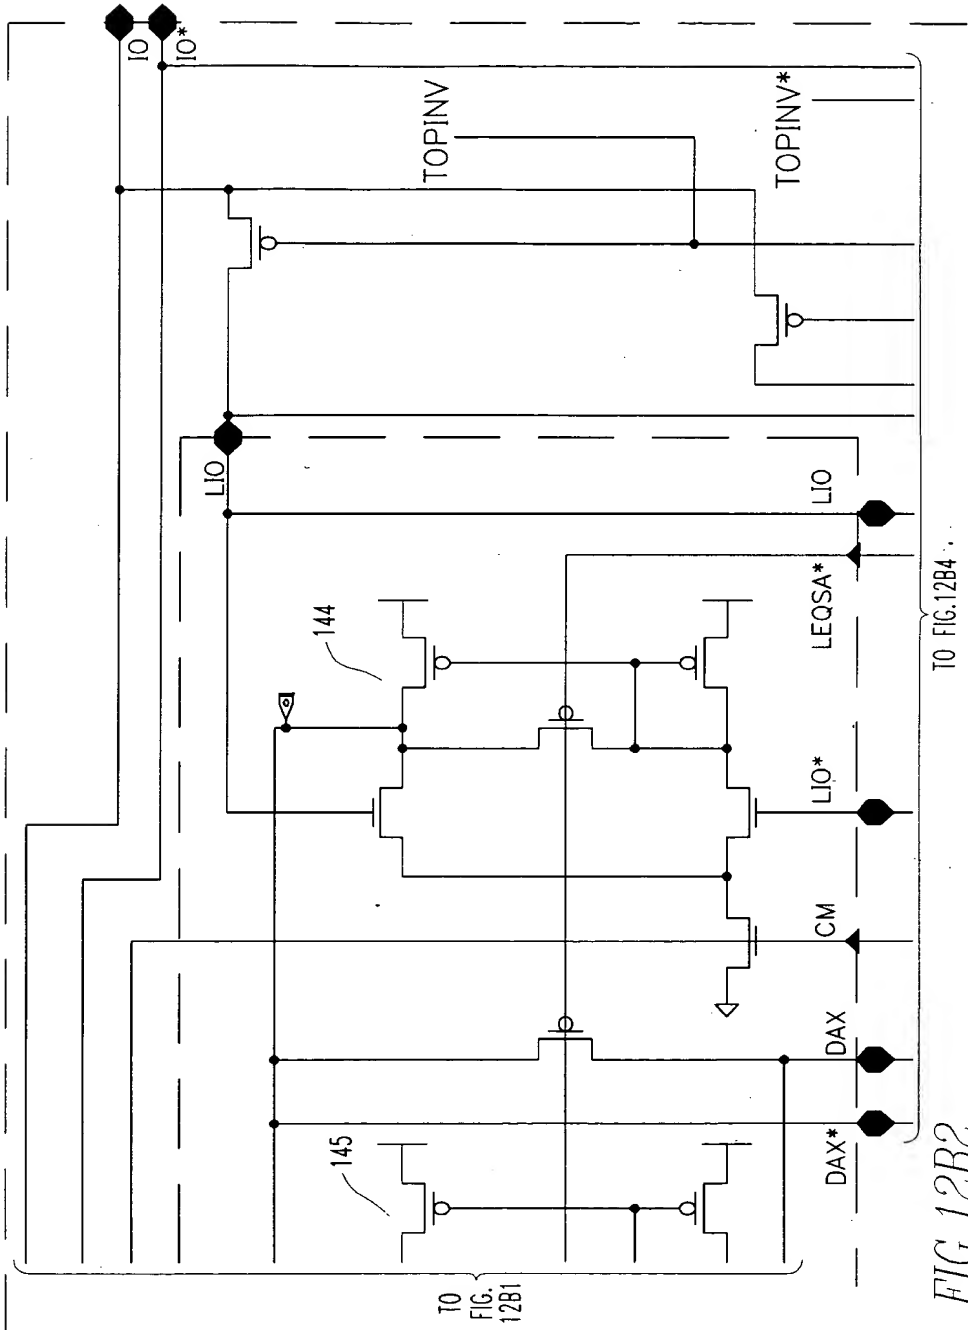 IO
IO*
TOPINV
TOPINV*
LIO
LIO
LEQSA*
144
LIO*
CM
DAX
DAX*
145
TO FIG.12B4
TO
FIG.
12B1
FIG. 12B2